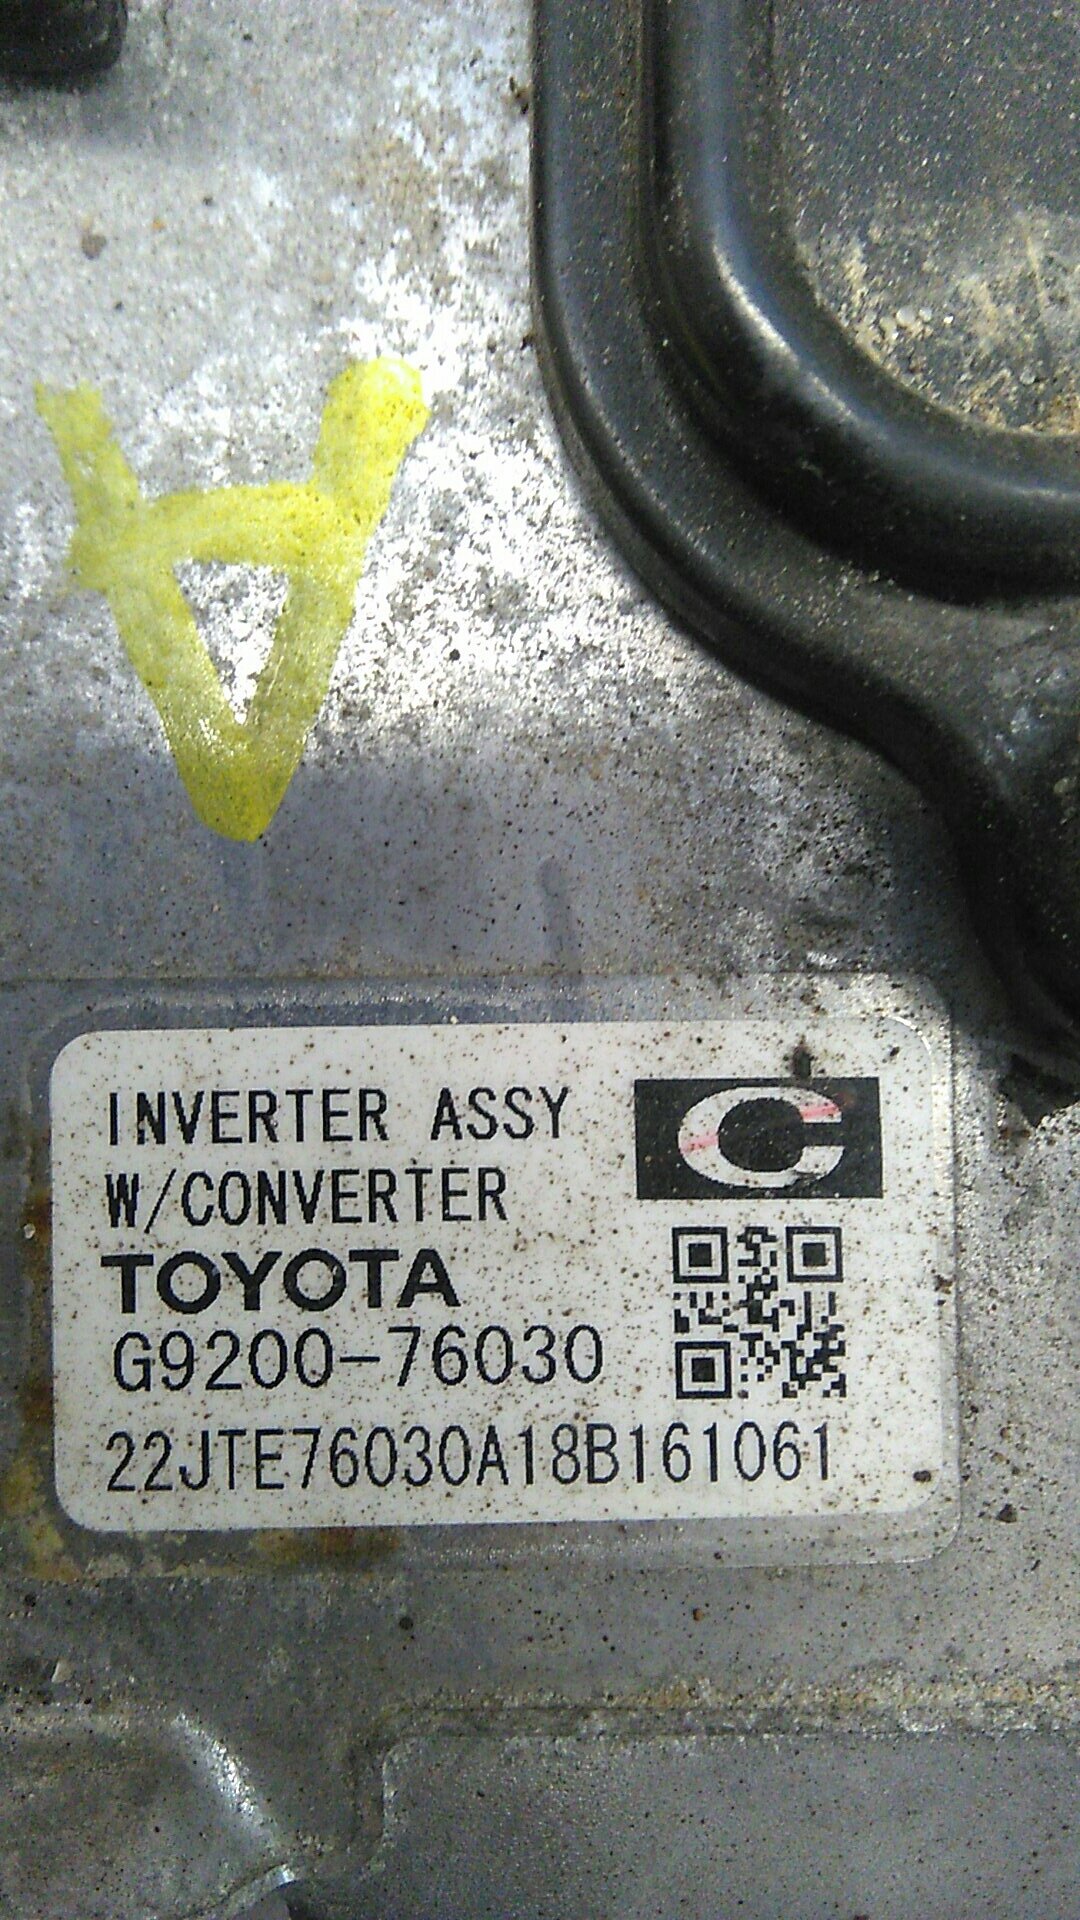 A
INVERTER ASSY
C
W/CONVERTER
TOYOTA
G9200-76030
22JTE76030A18B161061